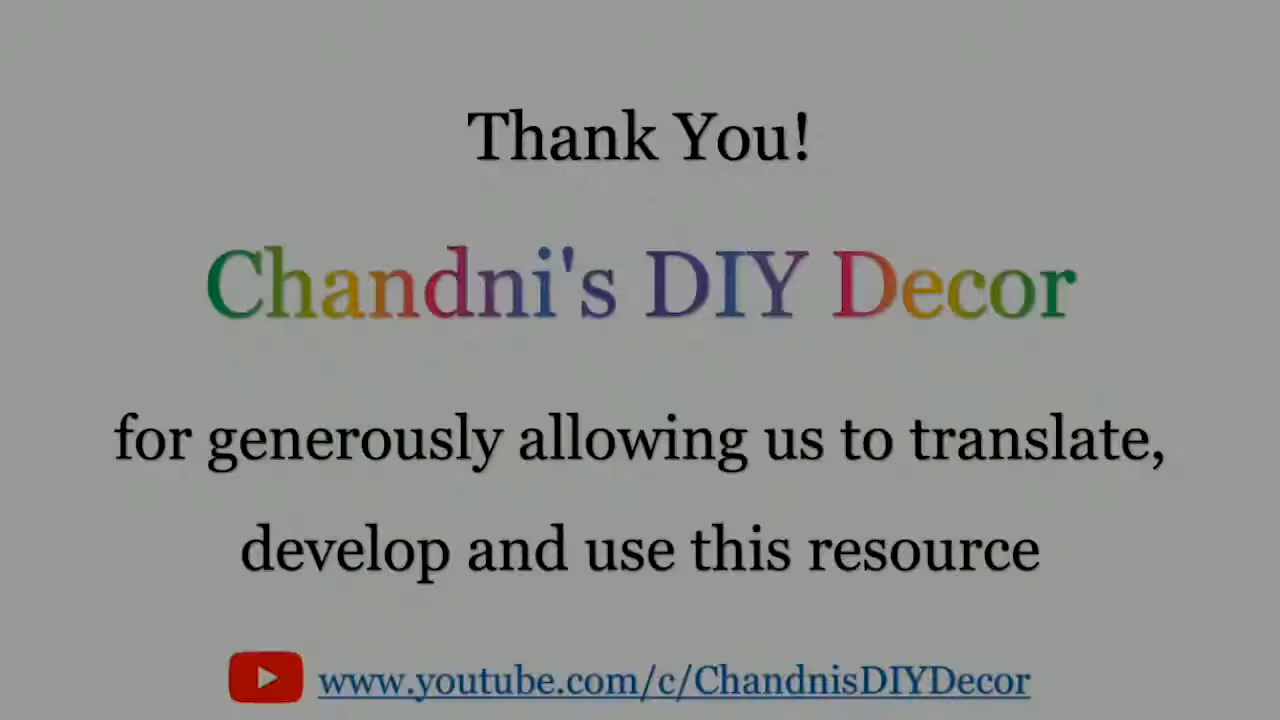 Thank You!
Chandni's DIY Decor
for generously allowing us to translate,
develop and use this resource
www.youtube.com/c/ChandnisDIYDecor